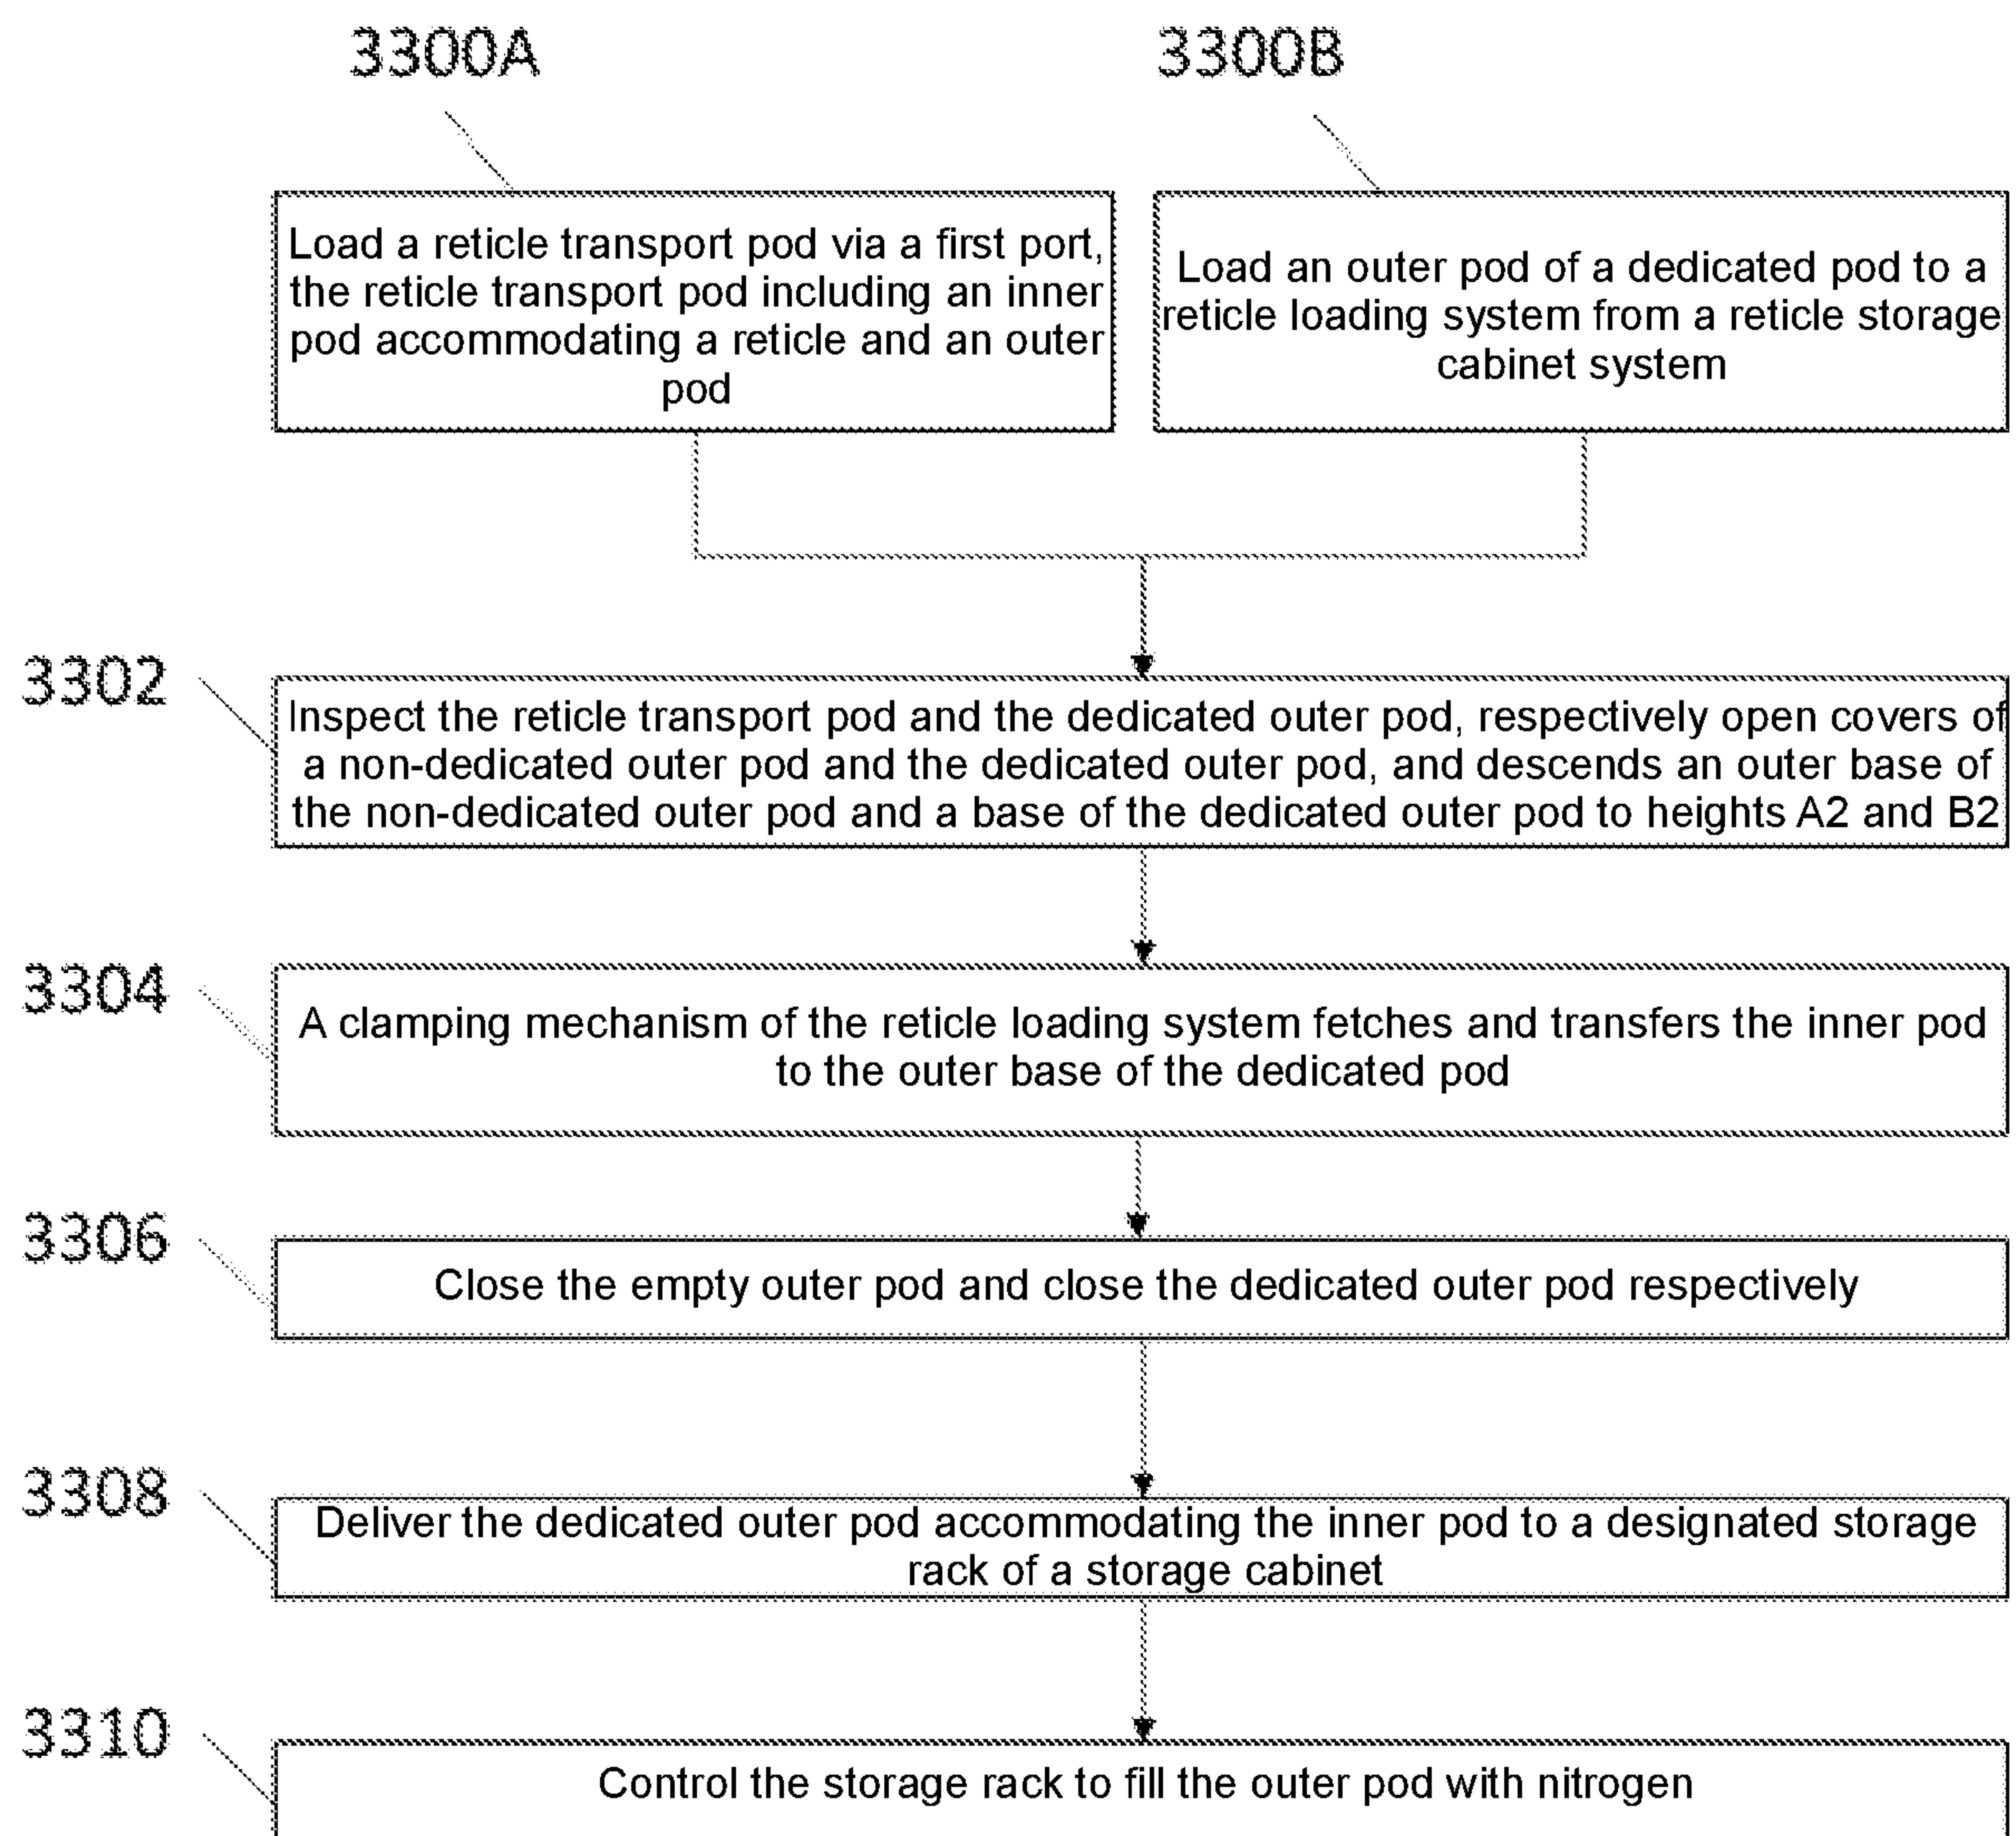 3300A
3300B
Load a reticle transport pod via a first port,
the reticle transport pod including an inner
pod accommodating a reticle and an outer
pod
Load an outer pod of a dedicated pod to a
reticle loading system from a reticle storage
cabinet system
3302
Inspect the reticle transport pod and the dedicated outer pod, respectively open covers of
a non-dedicated outer pod and the dedicated outer pod, and descends an outer base of
the non-dedicated outer pod and a base of the dedicated outer pod to heights A2 and B2
3304
A clamping mechanism of the reticle loading system fetches and transfers the inner pod
to the outer base of the dedicated pod
3306
Close the empty outer pod and close the dedicated outer pod respectively
3308
Deliver the dedicated outer pod accommodating the inner pod to a designated storage
rack of a storage cabinet
3310
Control the storage rack to fill the outer pod with nitrogen